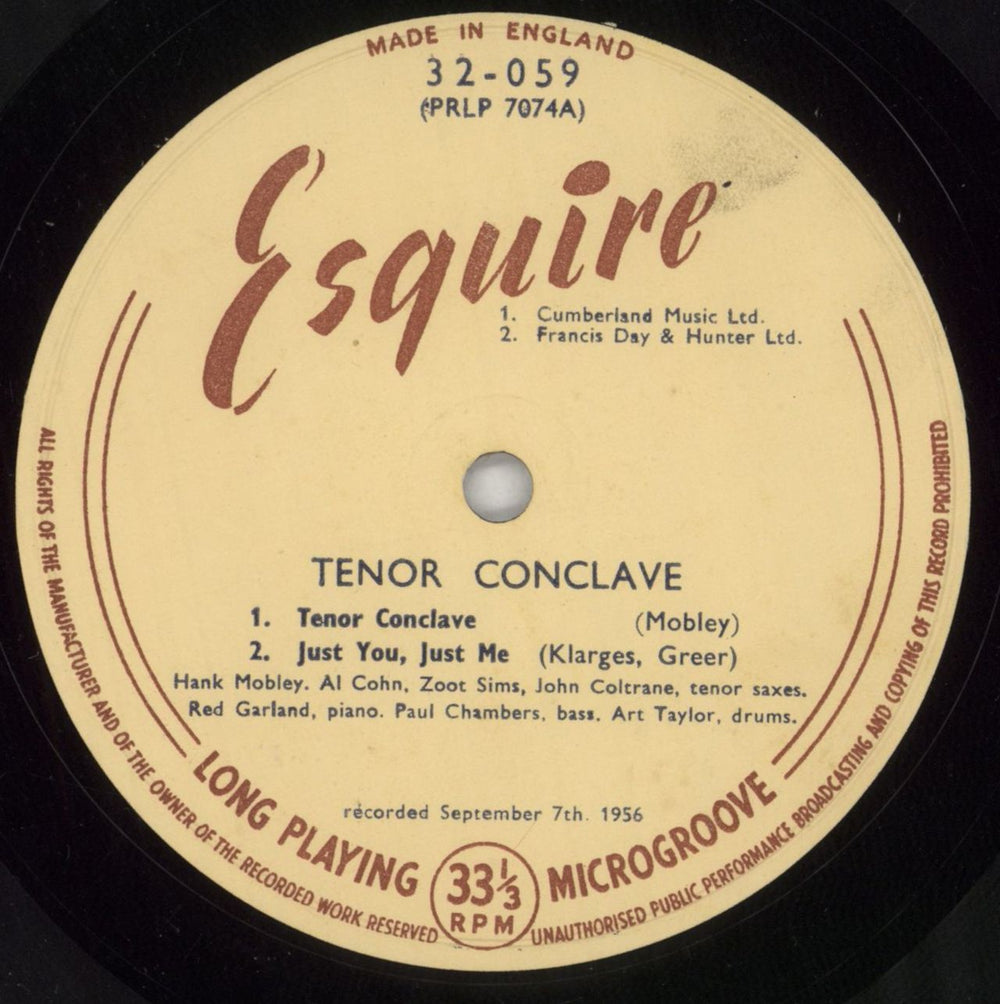 MADE IN ENGLAND
32-059
(PRLP 7074A)
Esquire
1. Cumberland Music Ltd.
2. Francis Day & Hunter Ltd.
TENOR CONCLAVE
1. Tenor Conclave (Mobley)
2. Just You, Just Me (Klarges, Greer)
Hank Mobley. Al Cohn, Zoot Sims, John Coltrane, tenor saxes.
Red Garland, piano. Paul Chambers, bass. Art Taylor, drums.
recorded September 7th. 1956
LONG PLAYING 33⅓ RPM MICROGROOVE
ALL RIGHTS OF THE MANUFACTURER AND OF THE OWNER OF THE RECORDED WORK RESERVED
UNAUTHORISED PUBLIC PERFORMANCE BROADCASTING AND COPYING OF THIS RECORD PROHIBITED